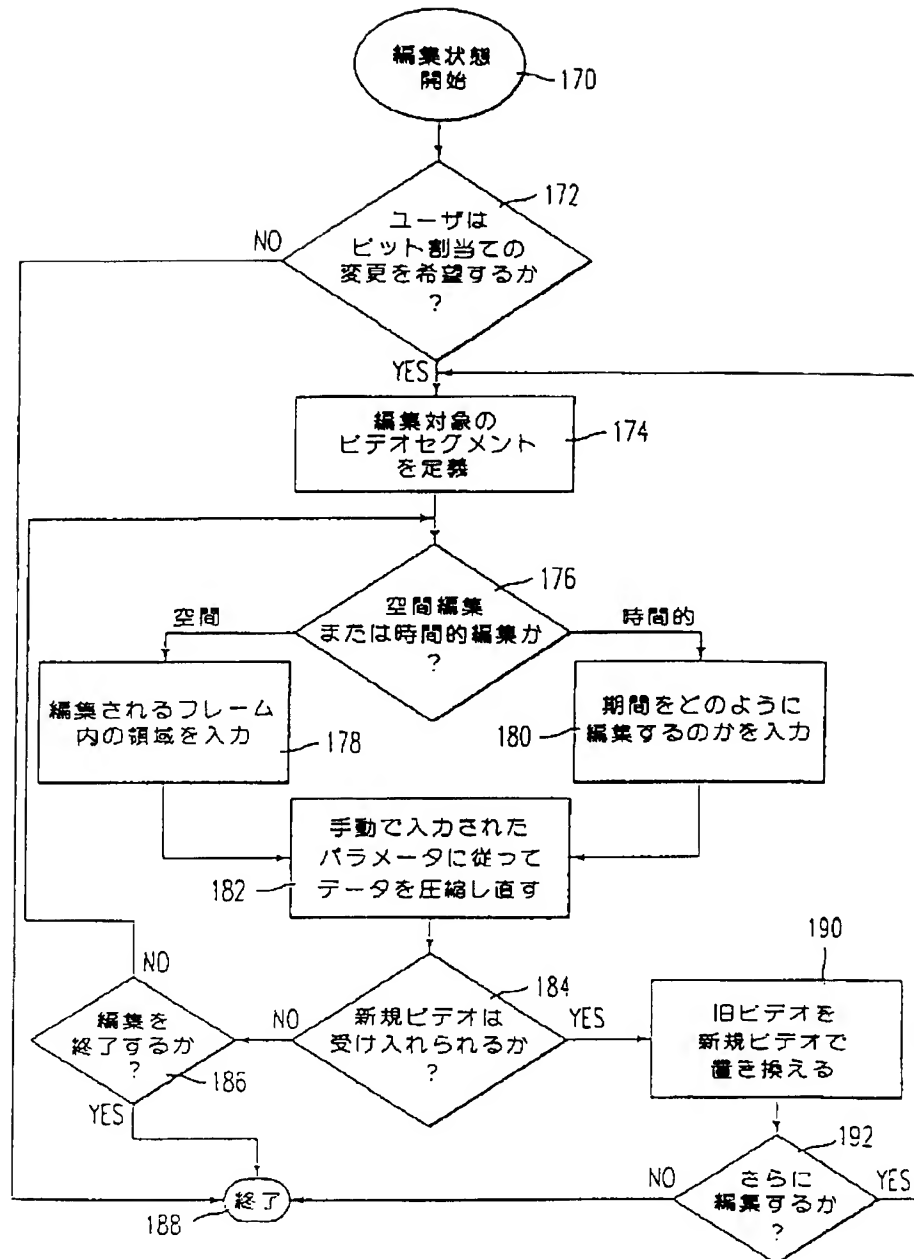 編集状態
開始
170
172
ユーザは
ビット割当ての
変更を希望するか
?
NO
YES
編集対象の
ビデオセグメント
を定義
174
176
空間編集
または時間的編集か
?
空間
時間的
編集されるフレーム
内の領域を入力
178
期間をどのように
編集するのかを入力
180
手動で入力された
パラメータに従って
データを圧縮し直す
182
184
新規ビデオは
受け入れられるか
?
NO
YES
190
旧ビデオを
新規ビデオで
置き換える
NO
編集を
終了するか
?
186
YES
192
さらに
編集するか
?
NO
YES
終了
188